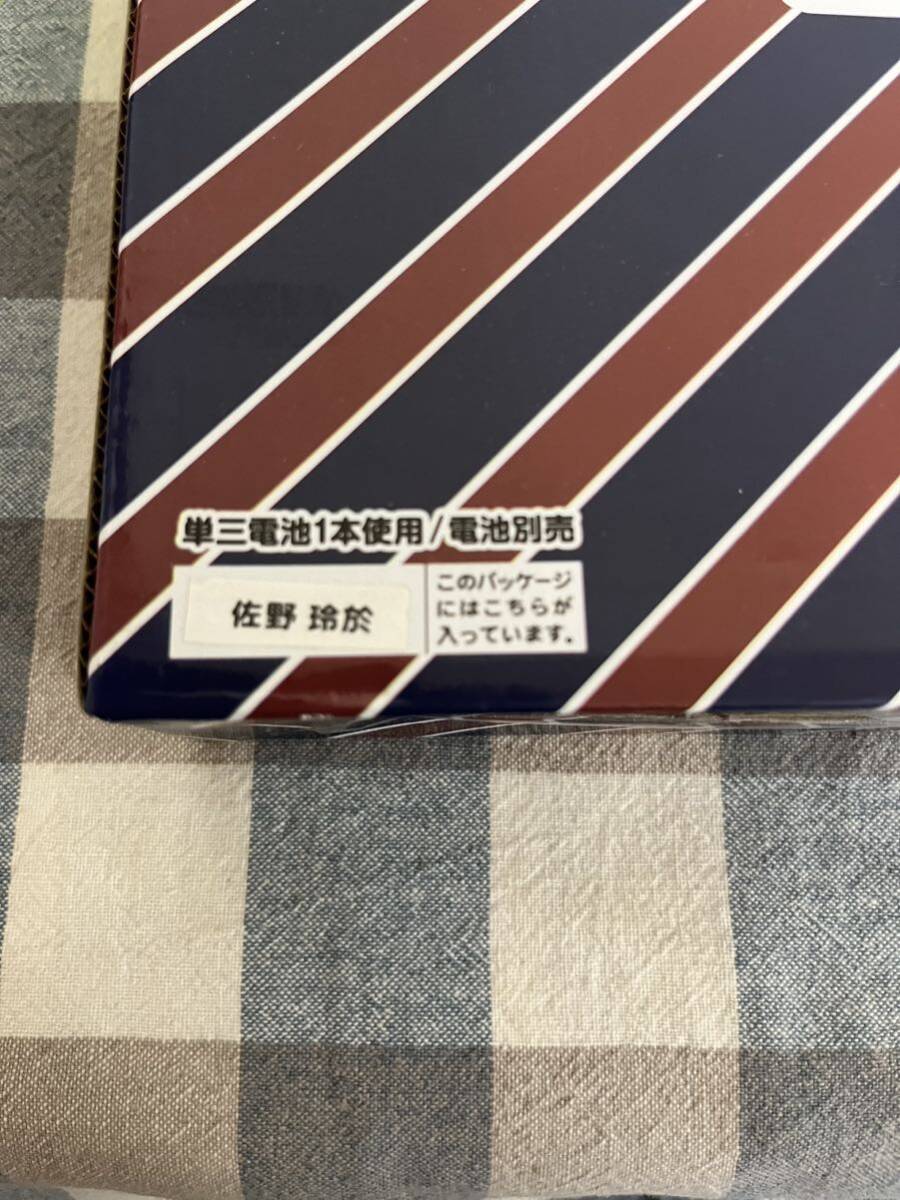 単三電池1本使用/電池別売
佐野 玲於
このパッケージ
にはこちらが
入っています。